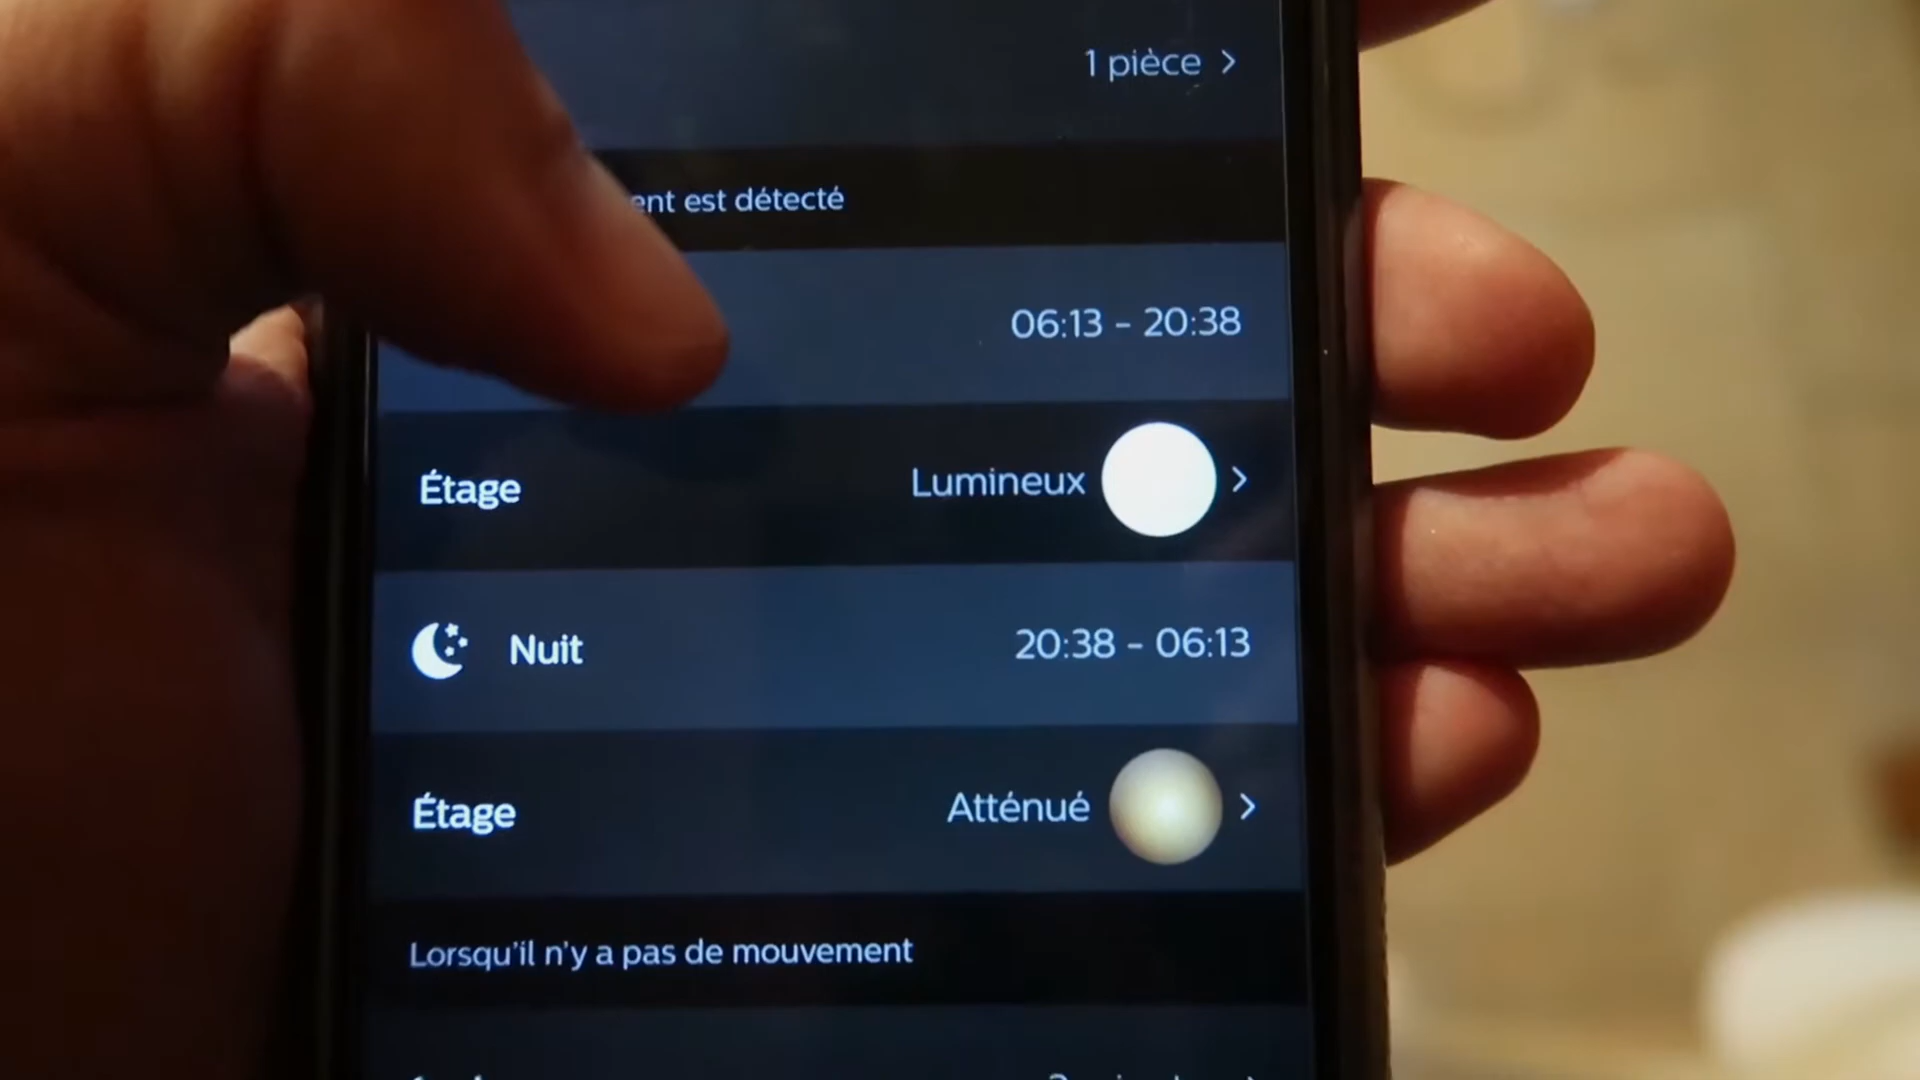 1 pièce
est détecté
06:13 - 20:38
Étage
Lumineux
Nuit
20:38 - 06:13
Étage
Atténué
Lorsqu'il n'y a pas de mouvement